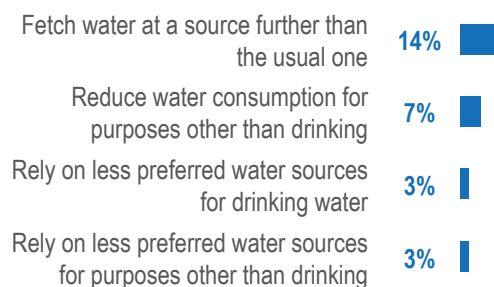 Fetch water at a source further than
the usual one
14%
Reduce water consumption for
purposes other than drinking
7%
Rely on less preferred water sources
for drinking water
3%
Rely on less preferred water sources
for purposes other than drinking
3%